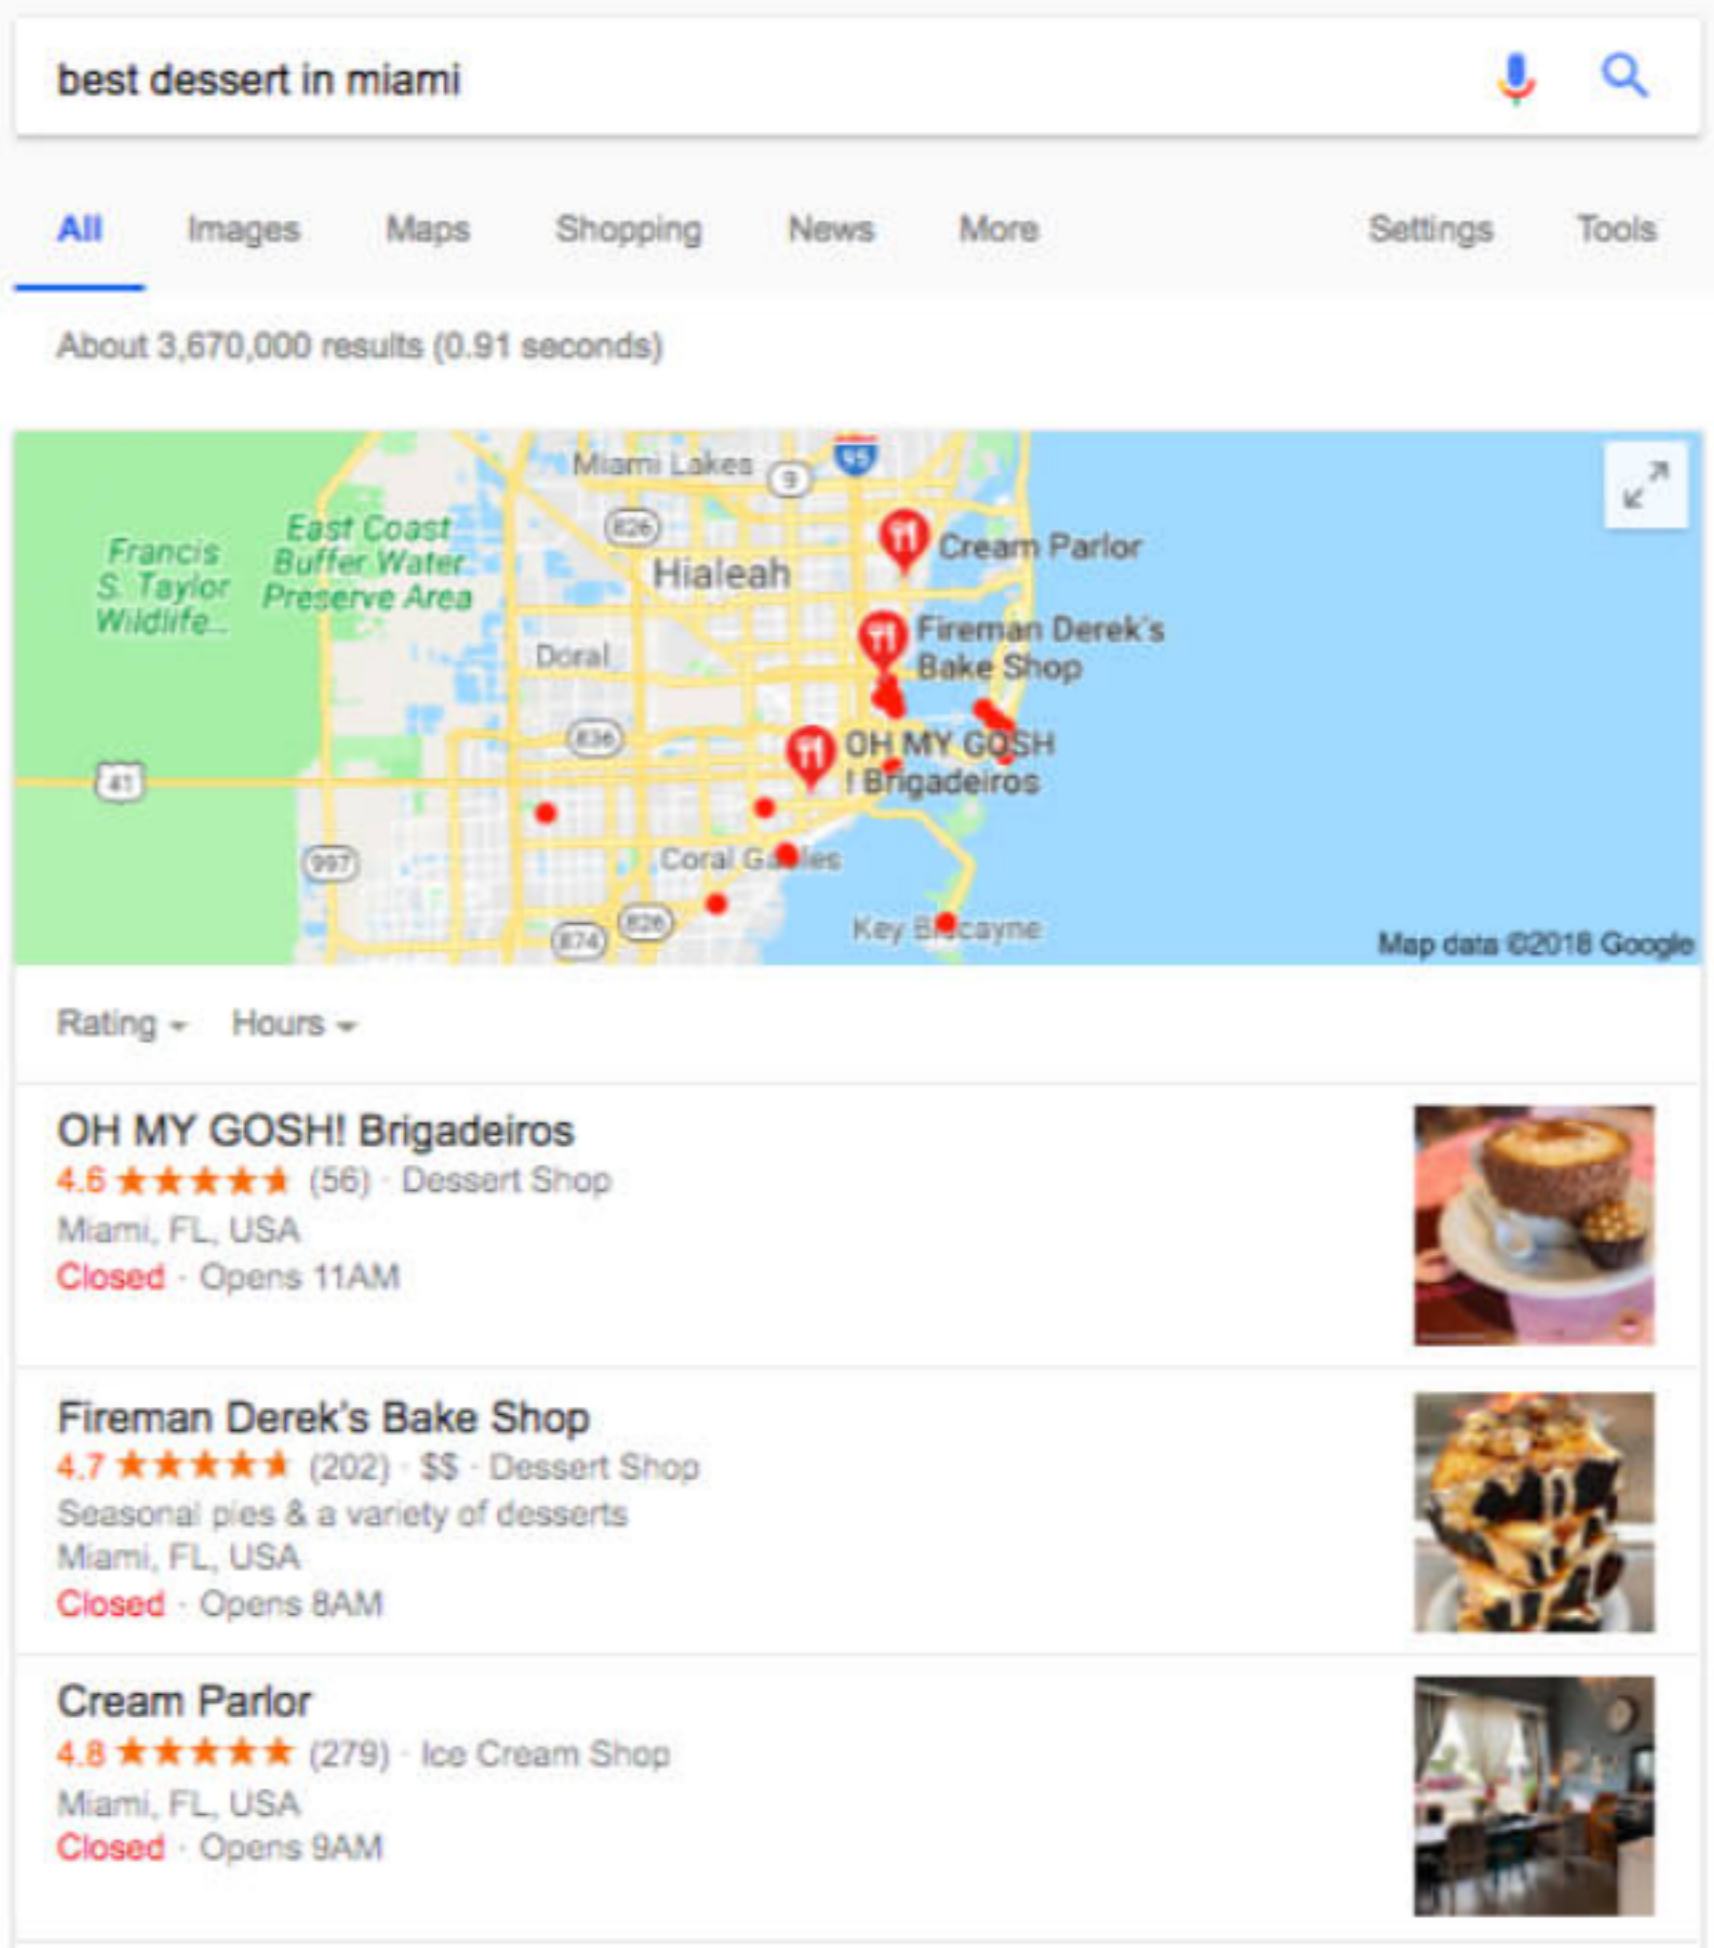 best dessert in miami
All Images Maps Shopping News More Settings Tools
About 3,670,000 results (0.91 seconds)
Miami Lakes
9
95
826
Francis
S. Taylor
Wildlife...
East Coast
Buffer Water
Preserve Area
Hialeah
Cream Parlor
Doral
Fireman Derek's
Bake Shop
836
OH MY GOSH
! Brigadeiros
41
997
Coral Gables
826
874
Key Biscayne
Map data ©2018 Google
Rating Hours
OH MY GOSH! Brigadeiros
4.6 (56) · Dessert Shop
Miami, FL, USA
Closed · Opens 11AM
Fireman Derek's Bake Shop
4.7 (202) · $$ · Dessert Shop
Seasonal pies & a variety of desserts
Miami, FL, USA
Closed · Opens 8AM
Cream Parlor
4.8 (279) · Ice Cream Shop
Miami, FL, USA
Closed · Opens 9AM